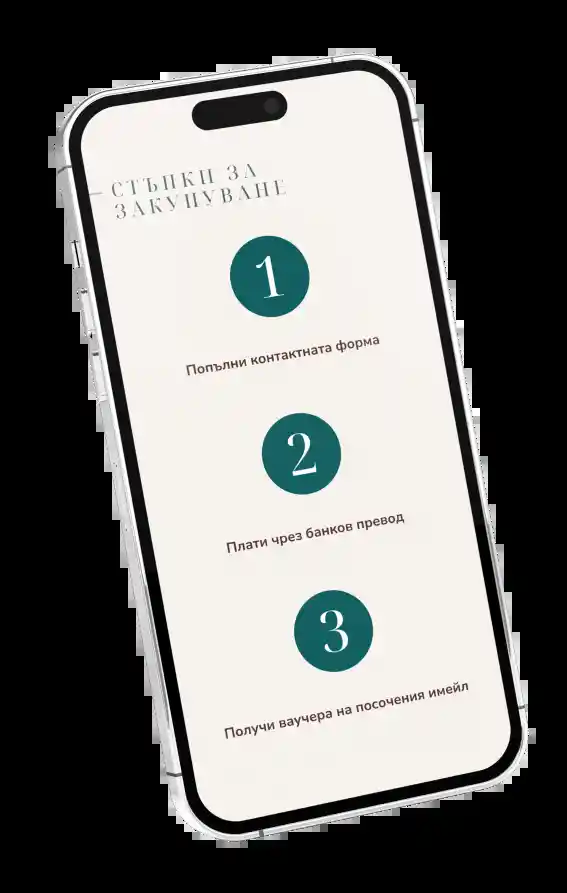 СТЪПКИ ЗА
ЗАКУПУВАНЕ
1
Попълни контактната форма
2
Плати чрез банков превод
3
Получи ваучера на посочения имейл